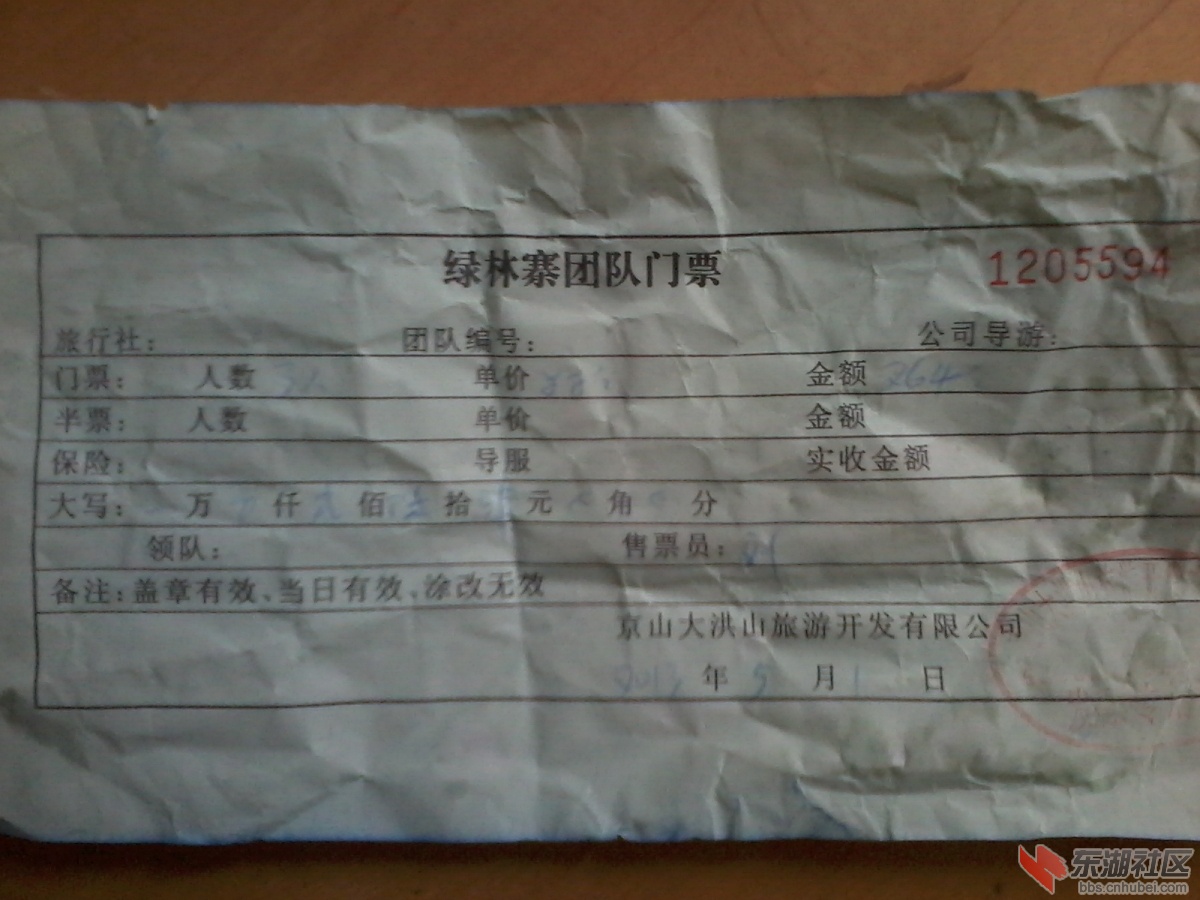 绿林寨团队门票 1205594
旅行社： 团队编号： 公司导游：
门票： 人数 单价 金额 264
半票： 人数 单价 金额
保险： 导服 实收金额
大写： 万 仟 佰 拾 元 角 分
领队： 售票员：
备注：盖章有效、当日有效、涂改无效
京山大洪山旅游开发有限公司
年 5 月 1 日
东湖社区
bbs.cnhubei.com